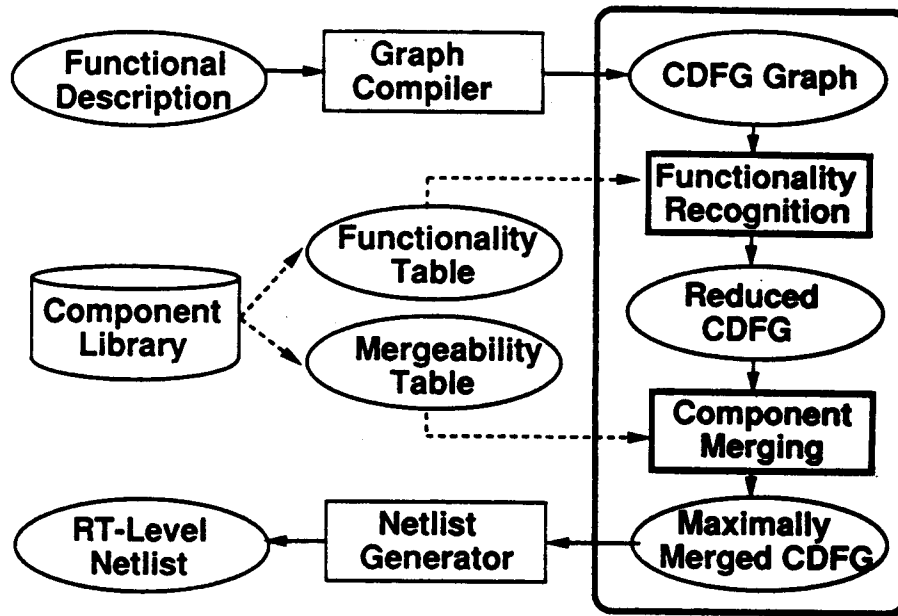 Functional
Description
Graph
Compiler
CDFG Graph
Functionality
Recognition
Functionality
Table
Component
Library
Reduced
CDFG
Mergeability
Table
Component
Merging
RT-Level
Netlist
Netlist
Generator
Maximally
Merged CDFG